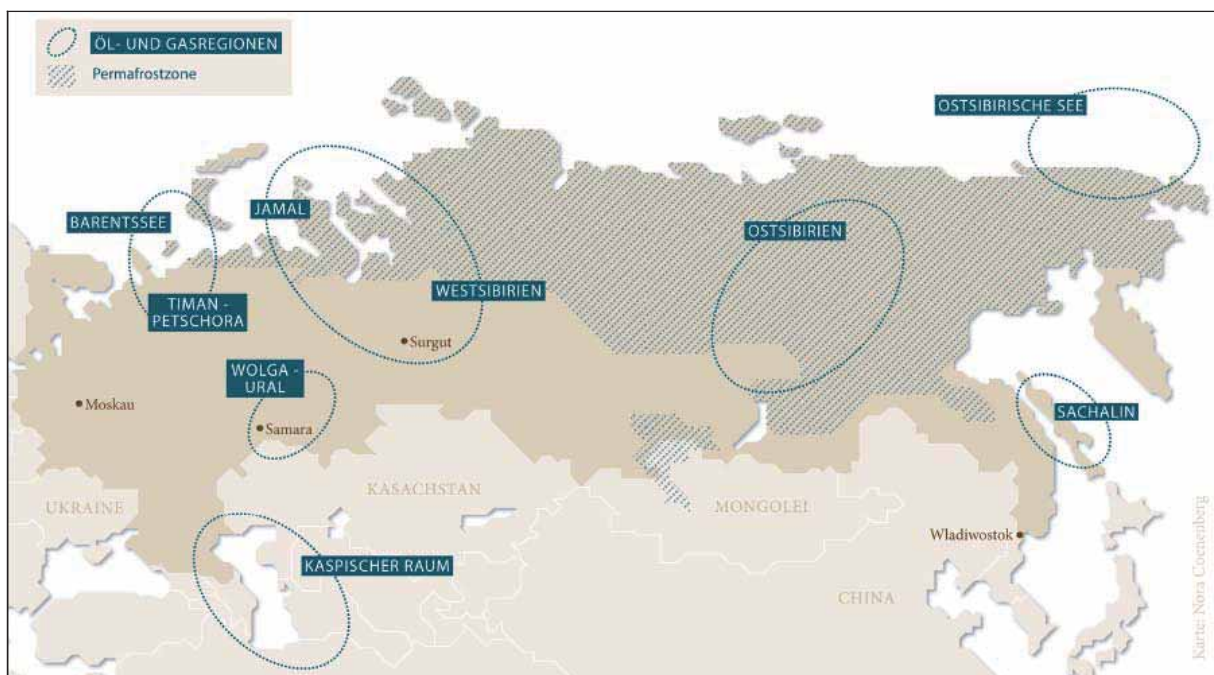 ÖL- UND GASREGIONEN
Permafrostzone
OSTSIBIRISCHE SEE
BARENTSSEE
JAMAL
OSTSIBIRIEN
TIMAN -
PETSCHORA
WESTSIBIRIEN
Surgut
WOLGA -
URAL
Moskau
Samara
SACHALIN
UKRAINE
KASACHSTAN
MONGOLEI
Wladiwostok
KASPISCHER RAUM
CHINA
Karte: Nora Coenenberg